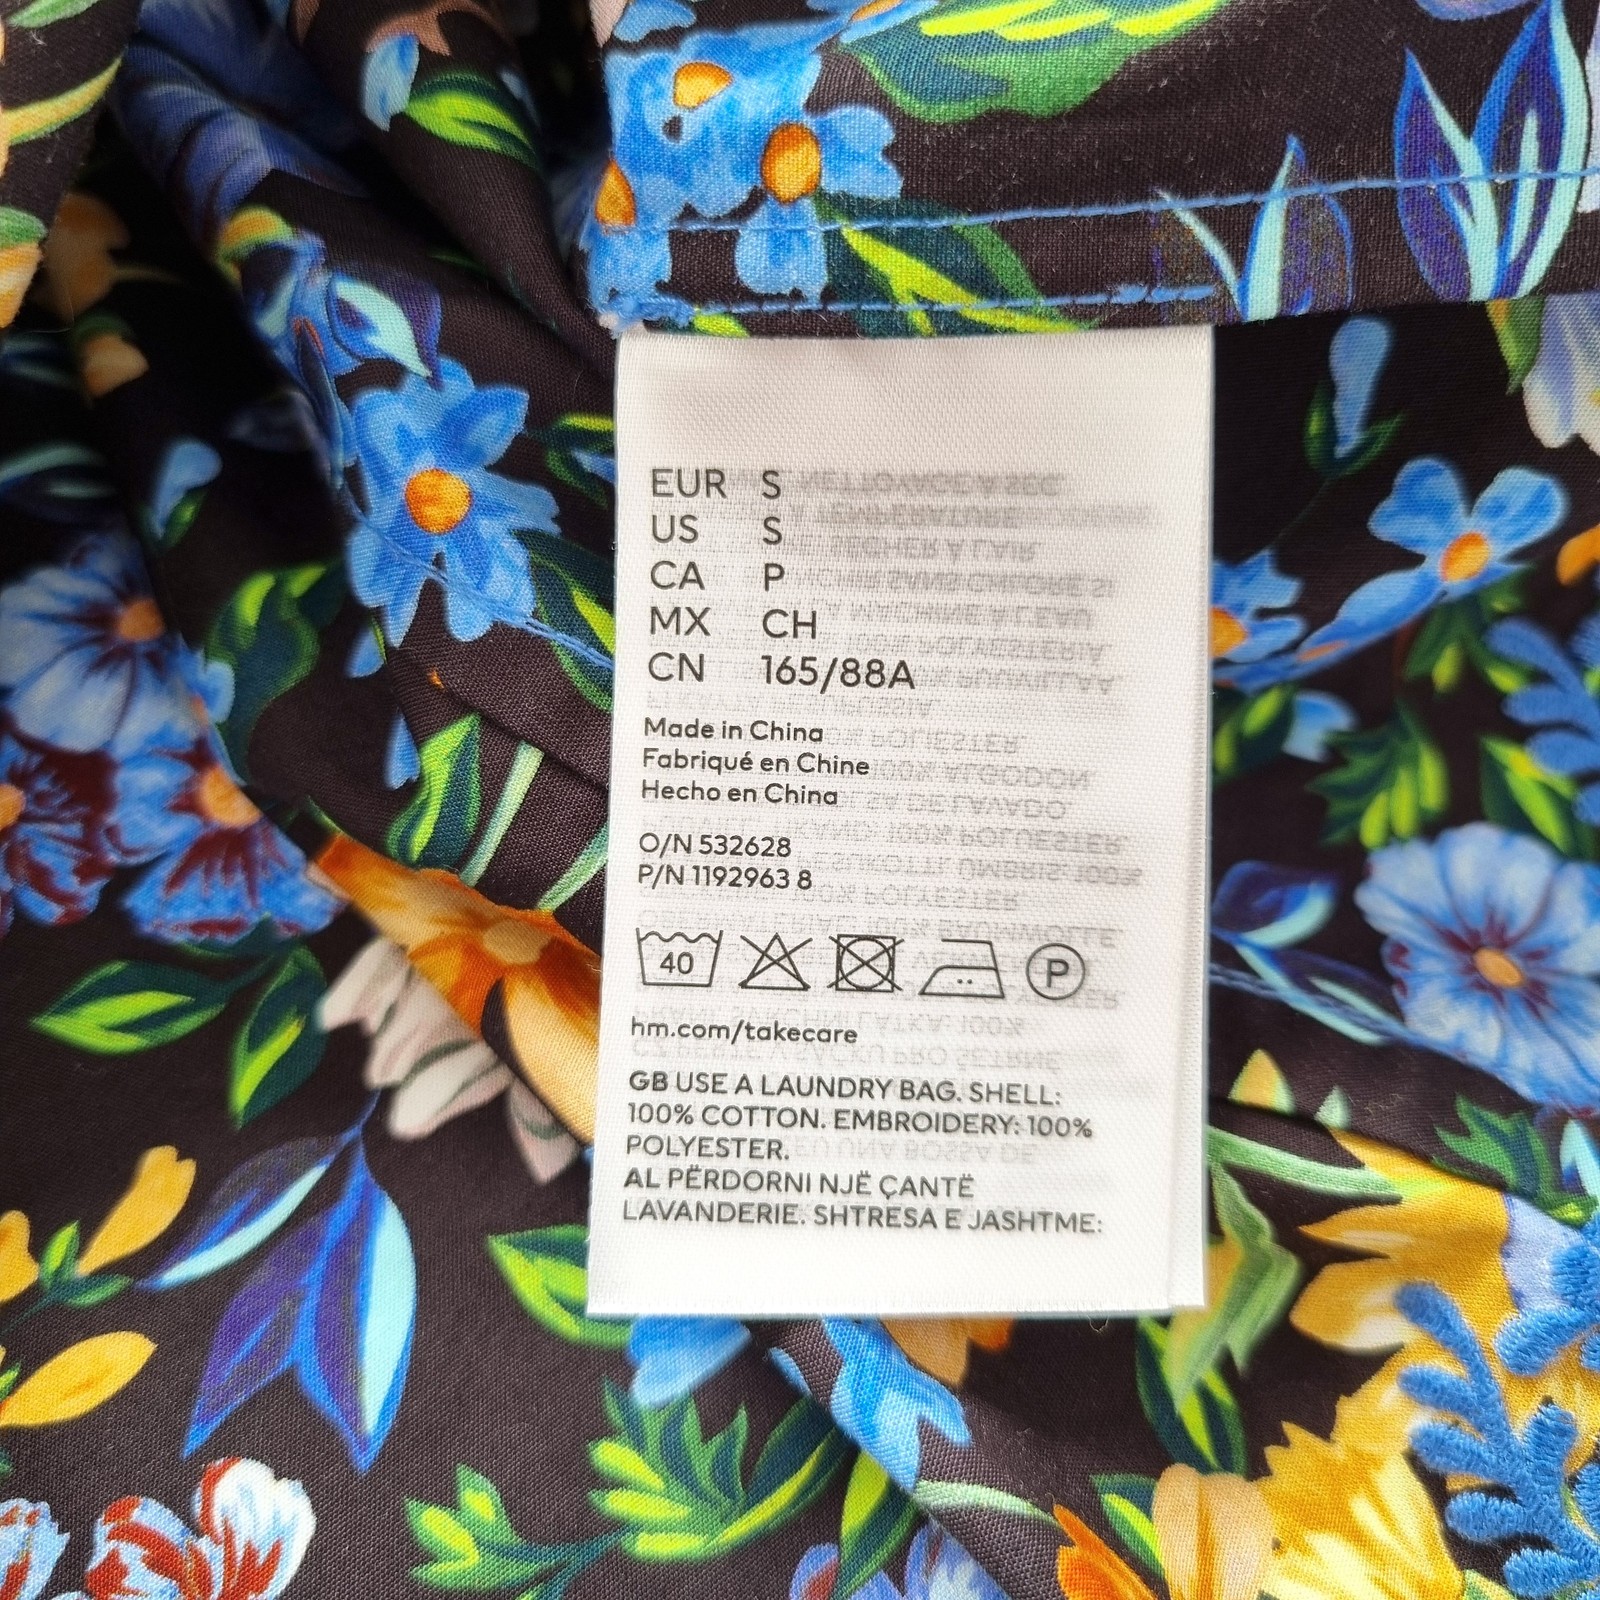 EUR S
US S
CA P
MX CH
CN 165/88A
Made in China
Fabriqué en Chine
Hecho en China
O/N 532628
P/N 1192963 8
40
P
hm.com/takecare
GB USE A LAUNDRY BAG. SHELL:
100% COTTON. EMBROIDERY: 100%
POLYESTER.
AL PËRDORNI NJË ÇANTË
LAVANDERIE. SHTRESA E JASHTME: